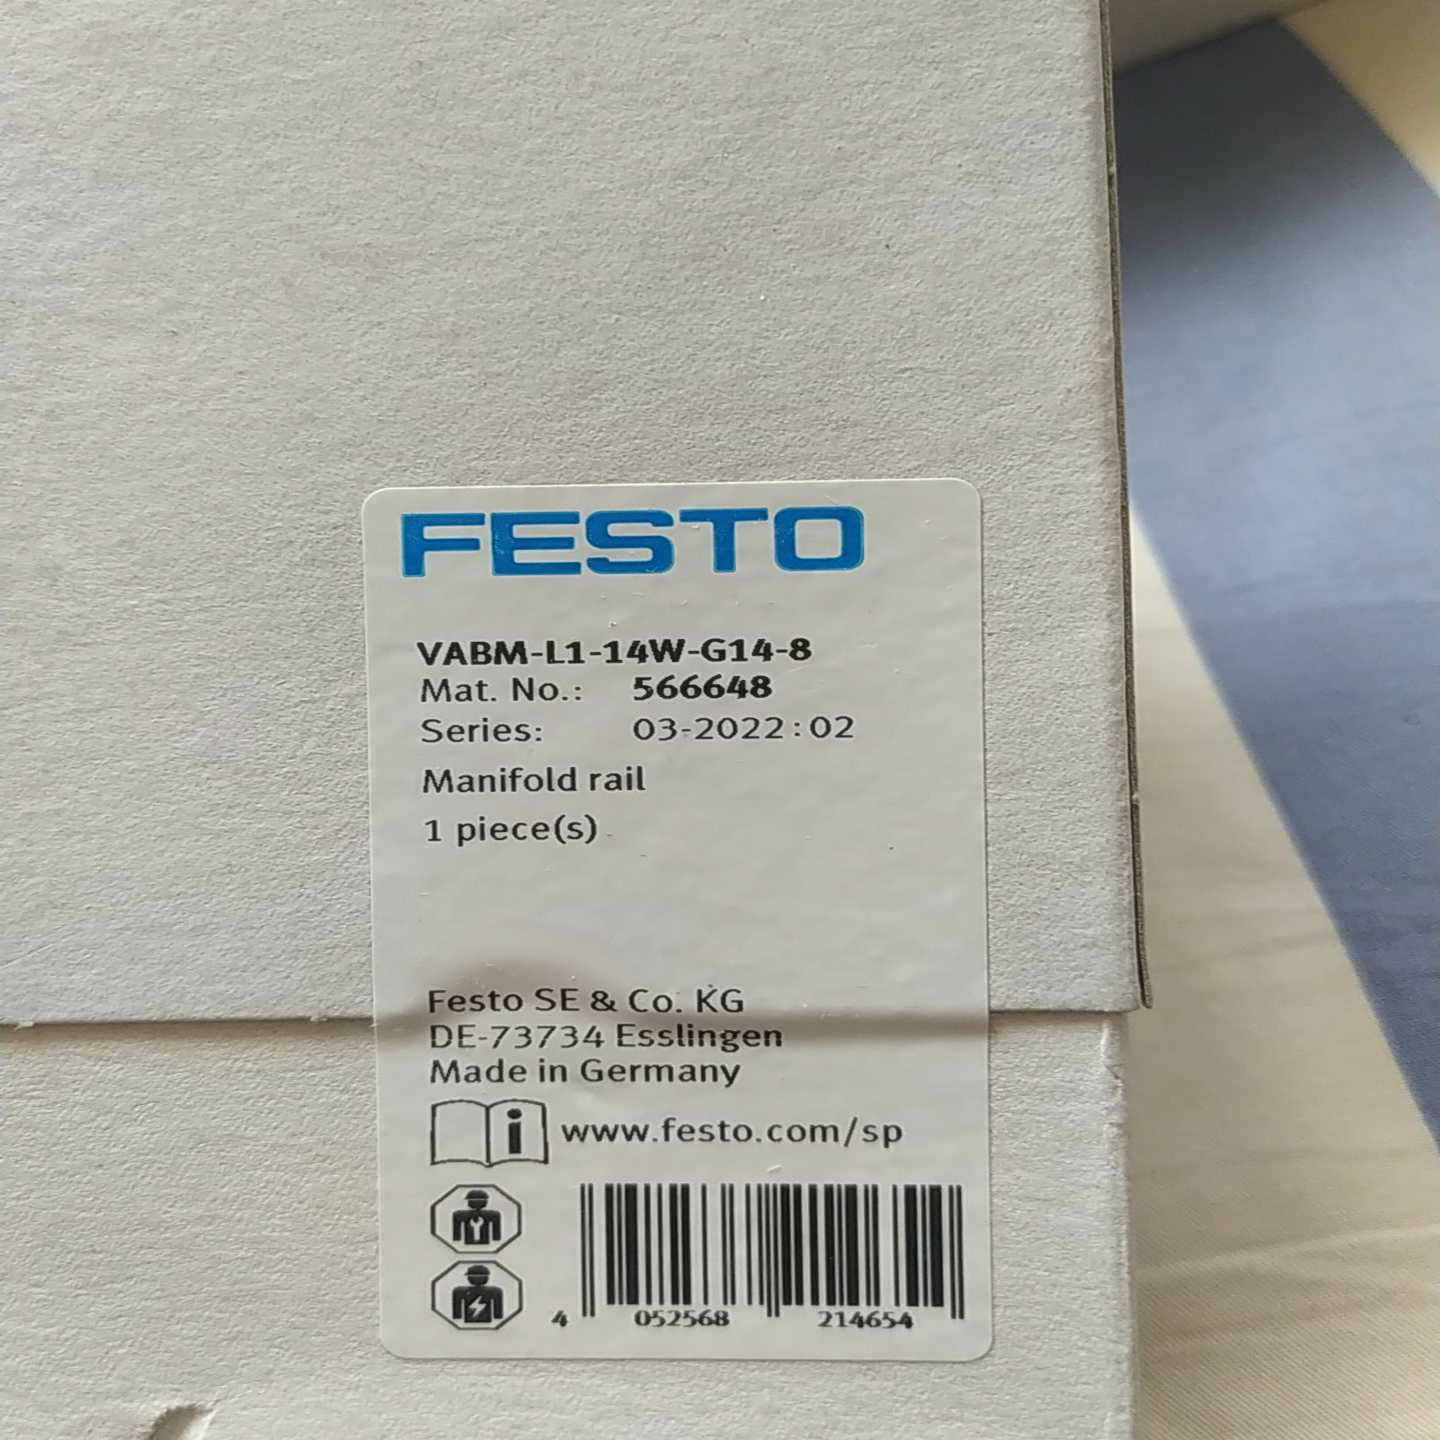 FESTO
VABM-L1-14W-G14-8
Mat. No.: 566648
Series: 03-2022:02
Manifold rail
1 piece(s)
Festo SE & Co. KG
DE-73734 Esslingen
Made in Germany
i www.festo.com/sp
4 052568 214654